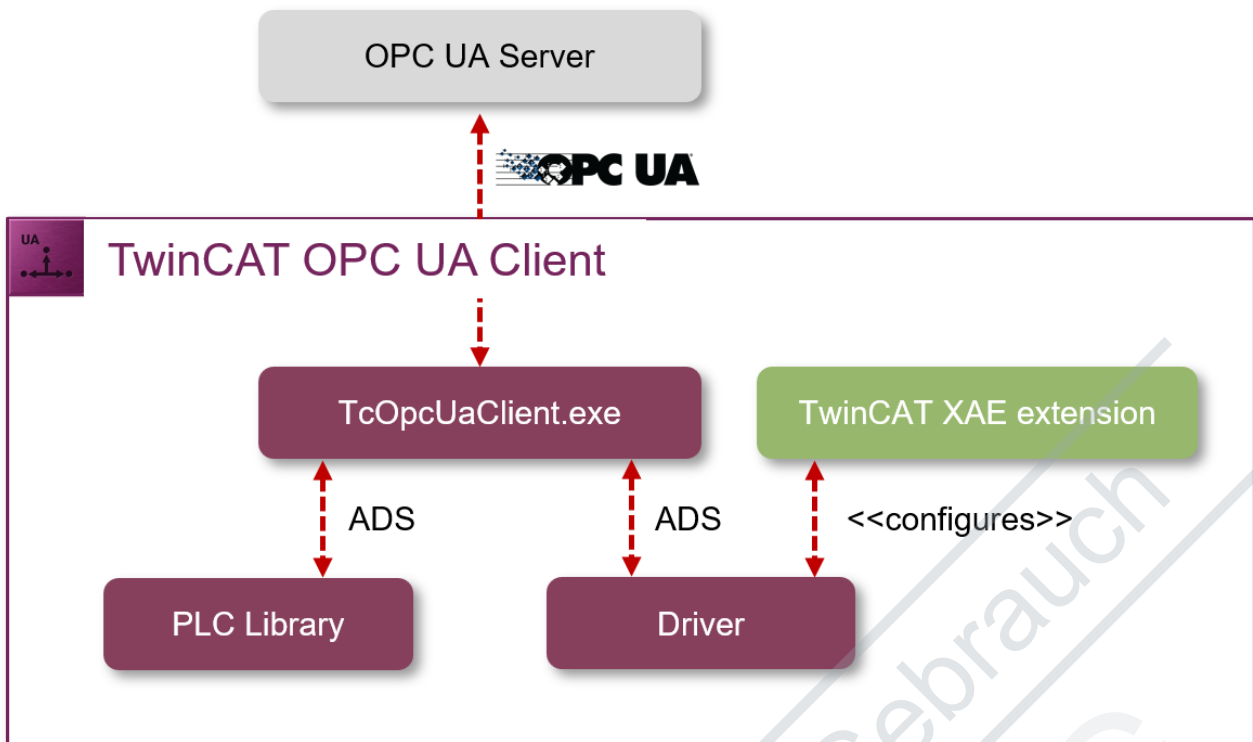 OPC UA Server
OPC UA
UA
TwinCAT OPC UA Client
TcOpcUaClient.exe
TwinCAT XAE extension
ADS
ADS
<<configures>>
PLC Library
Driver
Gebrauch